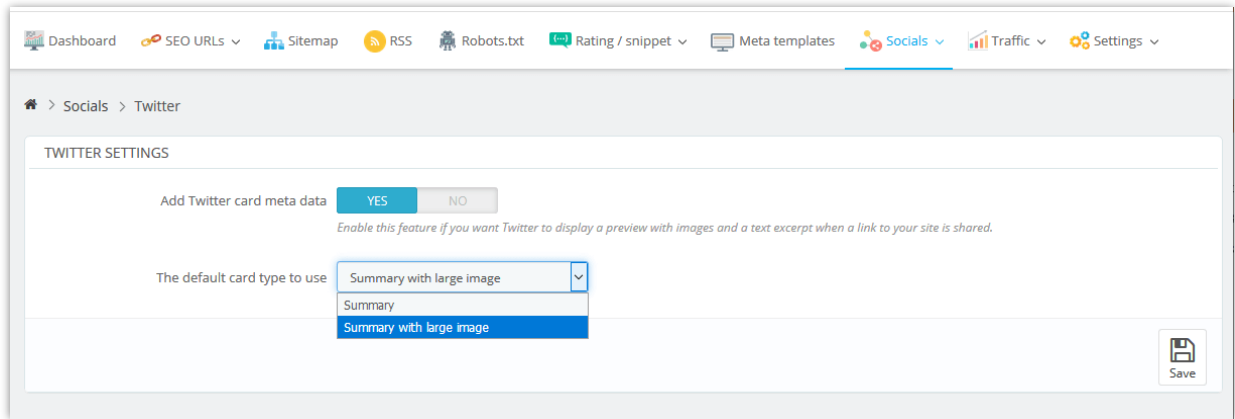 Dashboard SEO URLs Sitemap RSS Robots.txt Rating / snippet Meta templates Socials Traffic Settings
> Socials > Twitter
TWITTER SETTINGS
Add Twitter card meta data YES NO
Enable this feature if you want Twitter to display a preview with images and a text excerpt when a link to your site is shared.
The default card type to use Summary with large image
Summary
Summary with large image
Save